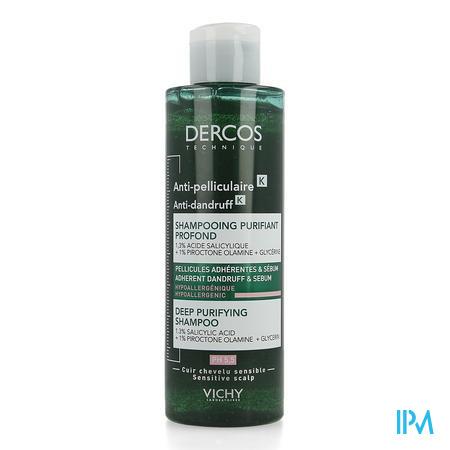 DERCOS
TECHNIQUE
Anti-pelliculaire K
Anti-dandruff K
SHAMPOOING PURIFIANT
PROFOND
1,3% ACIDE SALICYLIQUE
+ 1% PIROCTONE OLAMINE + GLYCÉRINE
PELLICULES ADHÉRENTES & SÉBUM
ADHERENT DANDRUFF & SEBUM
HYPOALLERGÉNIQUE
HYPOALLERGENIC
DEEP PURIFYING
SHAMPOO
1.3% SALICYLIC ACID
+ 1% PIROCTONE OLAMINE + GLYCERIN
PH 5.5
Cuir chevelu sensible
Sensitive scalp
VICHY
LABORATOIRES
IPM